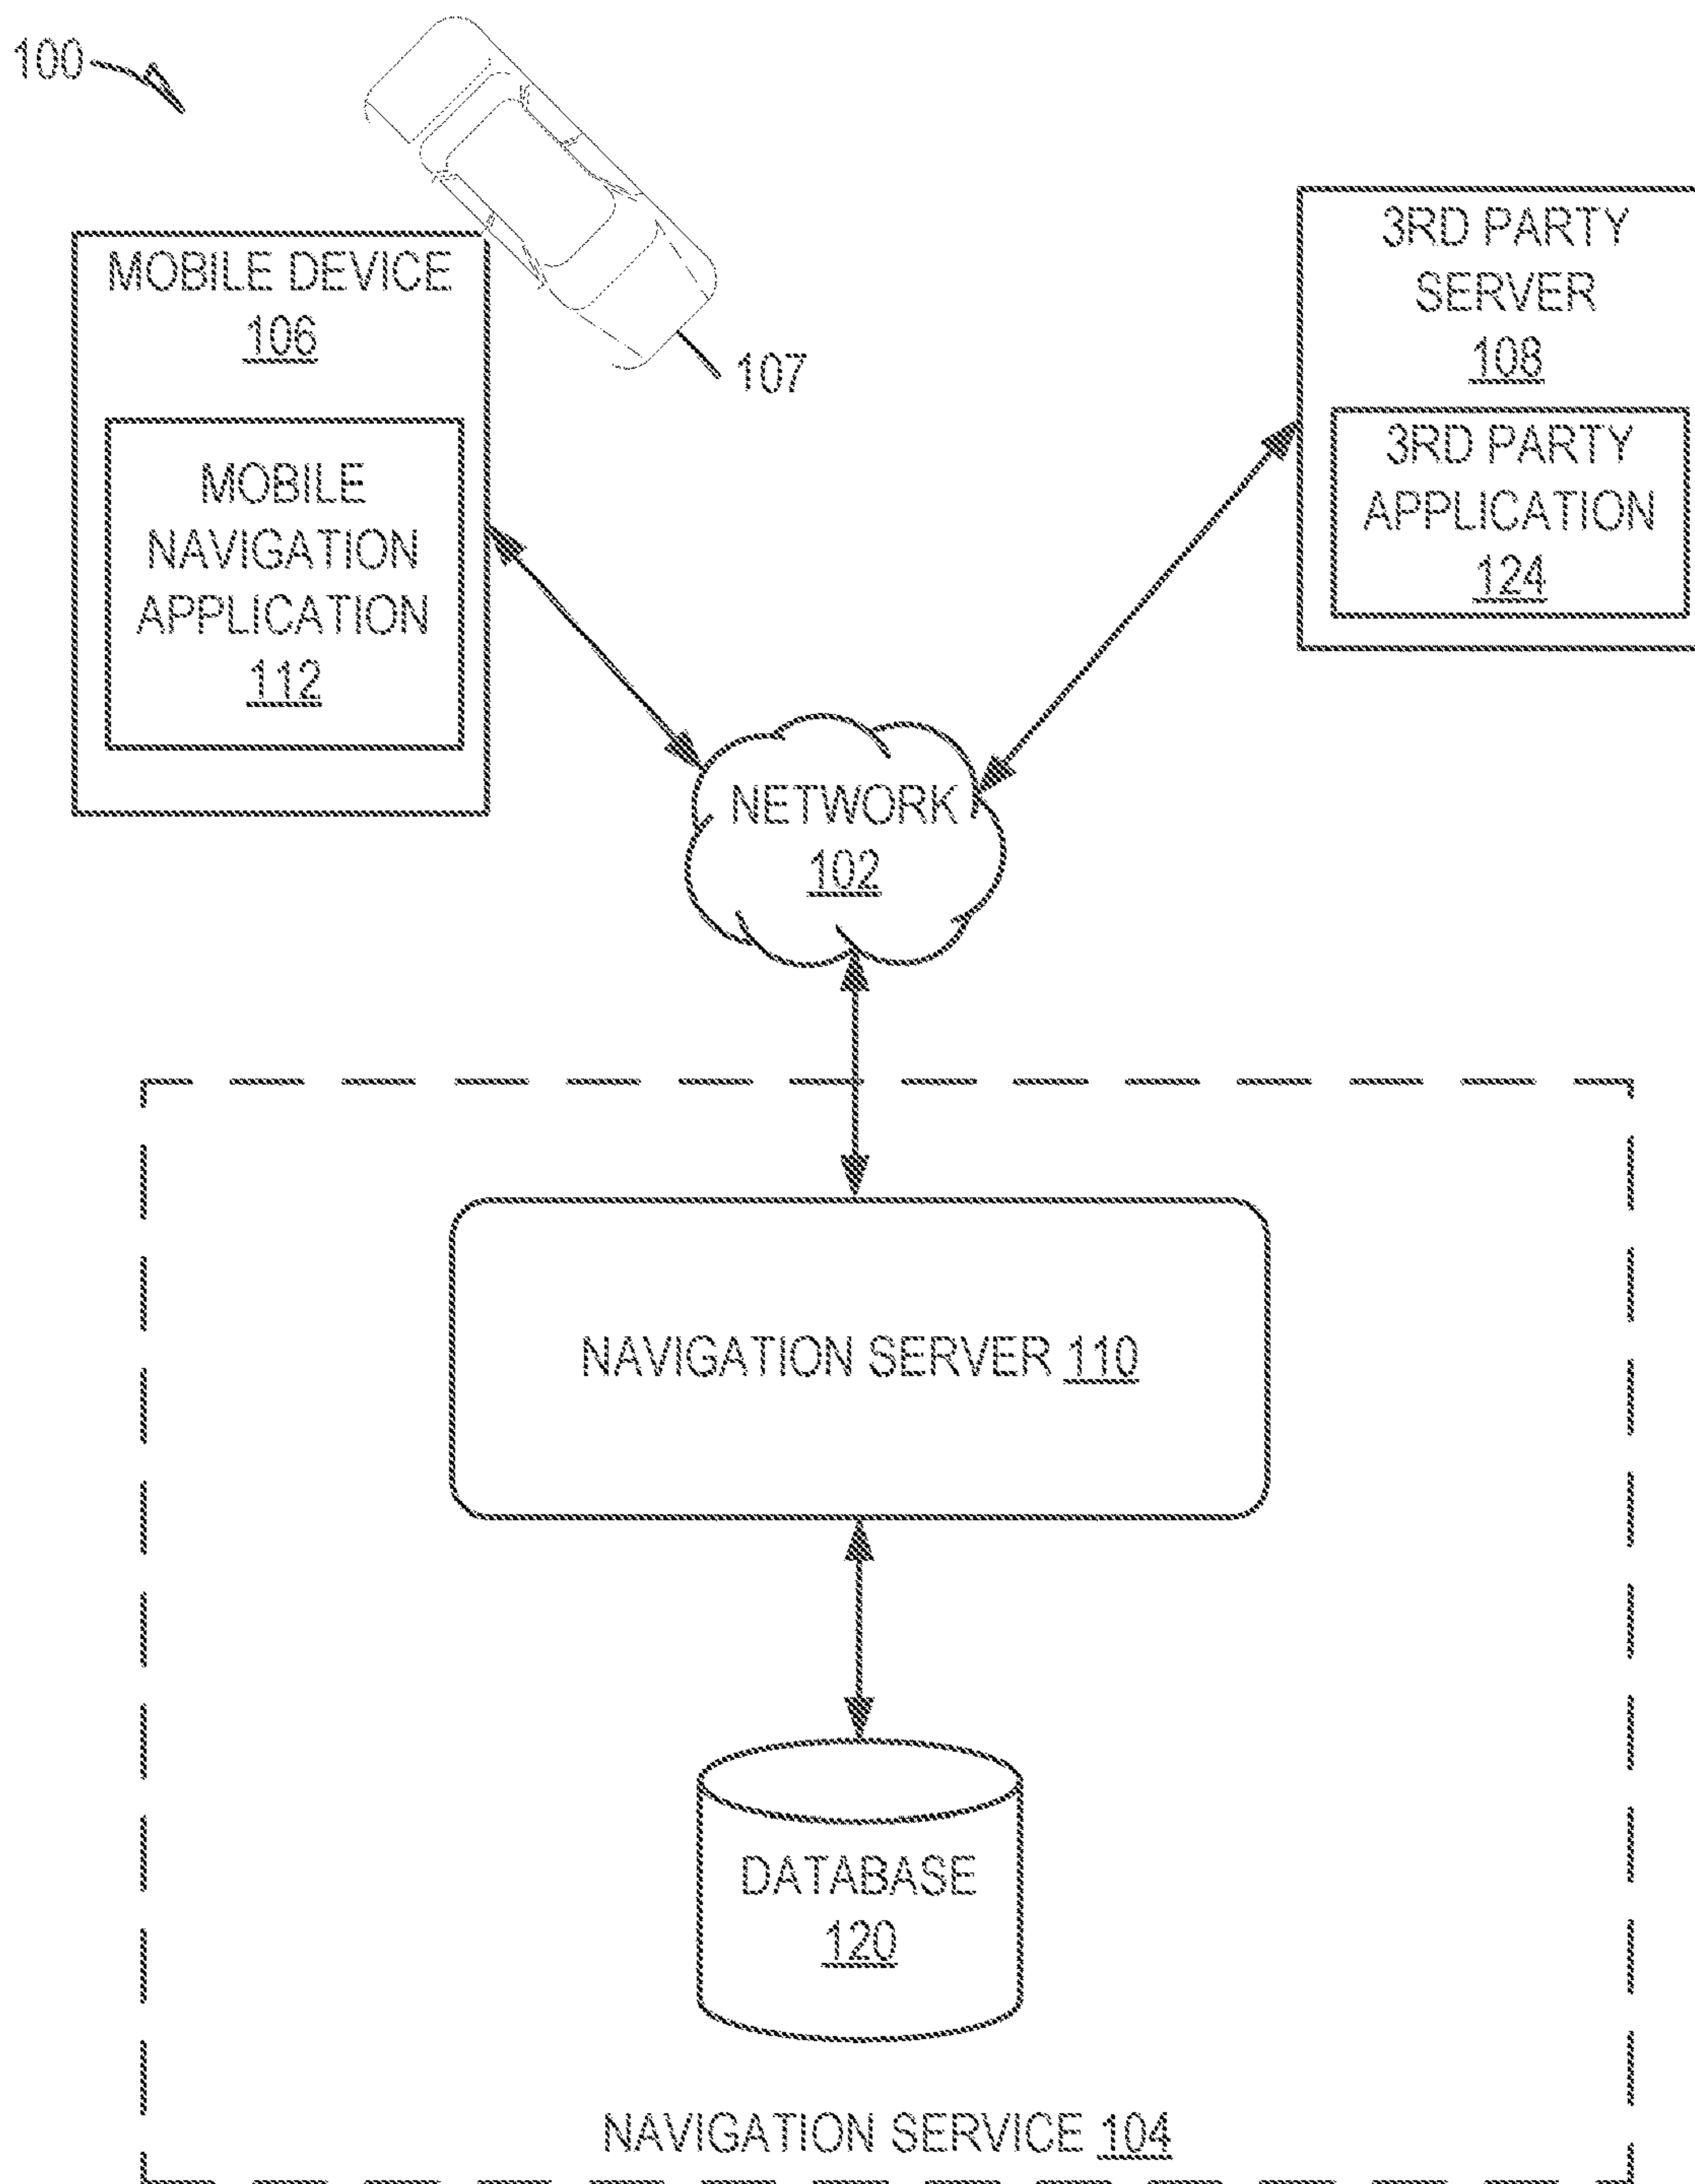 100
MOBILE DEVICE
106
MOBILE
NAVIGATION
APPLICATION
112
107
3RD PARTY
SERVER
108
3RD PARTY
APPLICATION
124
NETWORK
102
NAVIGATION SERVER 110
DATABASE
120
NAVIGATION SERVICE 104